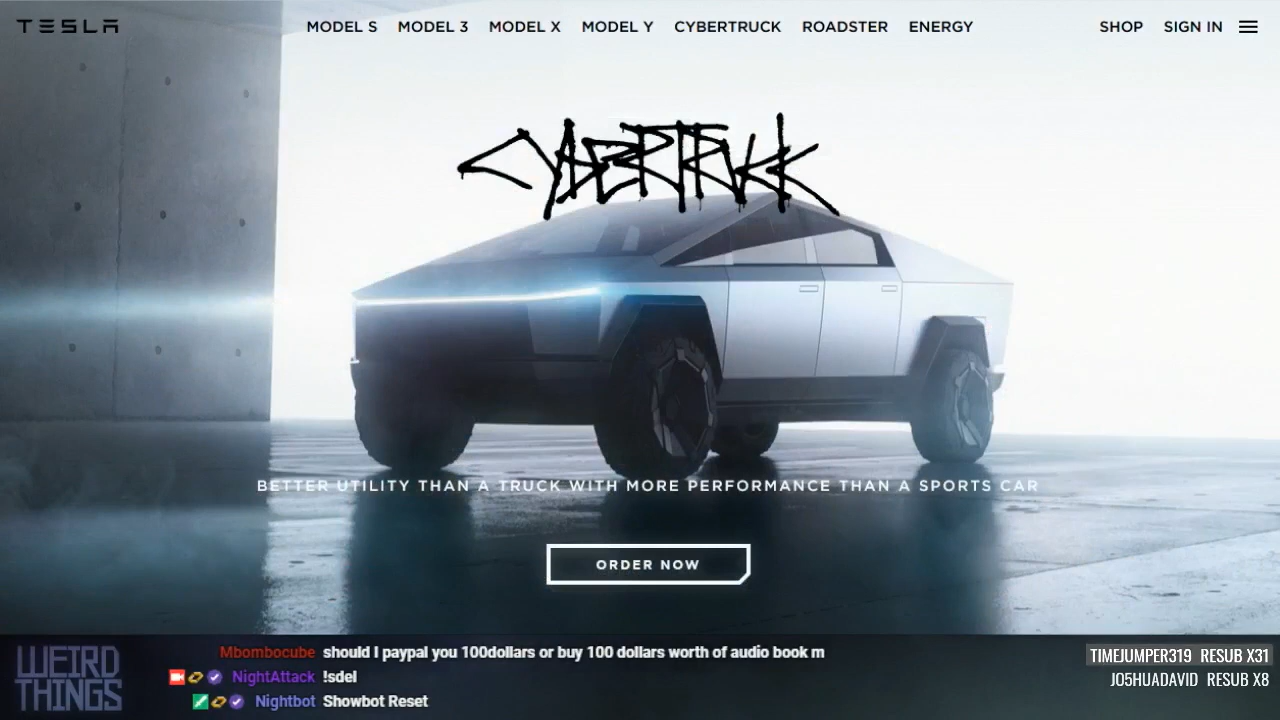 TESLA MODEL S MODEL 3 MODEL X MODEL Y CYBERTRUCK ROADSTER ENERGY SHOP SIGN IN
CYBERTRUCK
BETTER UTILITY THAN A TRUCK WITH MORE PERFORMANCE THAN A SPORTS CAR
ORDER NOW
WEIRD
THINGS
Mbombocube should I paypal you 100dollars or buy 100 dollars worth of audio book m
NightAttack !sdel
Nightbot Showbot Reset
TIMEJUMPER319 RESUB X31
JO5HUADAVID RESUB X8